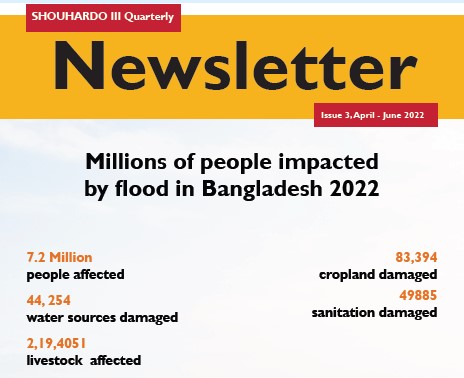 SHOUHARDO III Quarterly
Newsletter
Issue 3, April - June 2022
Millions of people impacted
by flood in Bangladesh 2022
7.2 Million
people affected
44, 254
water sources damaged
2,19,4051
livestock affected
83,394
cropland damaged
49885
sanitation damaged